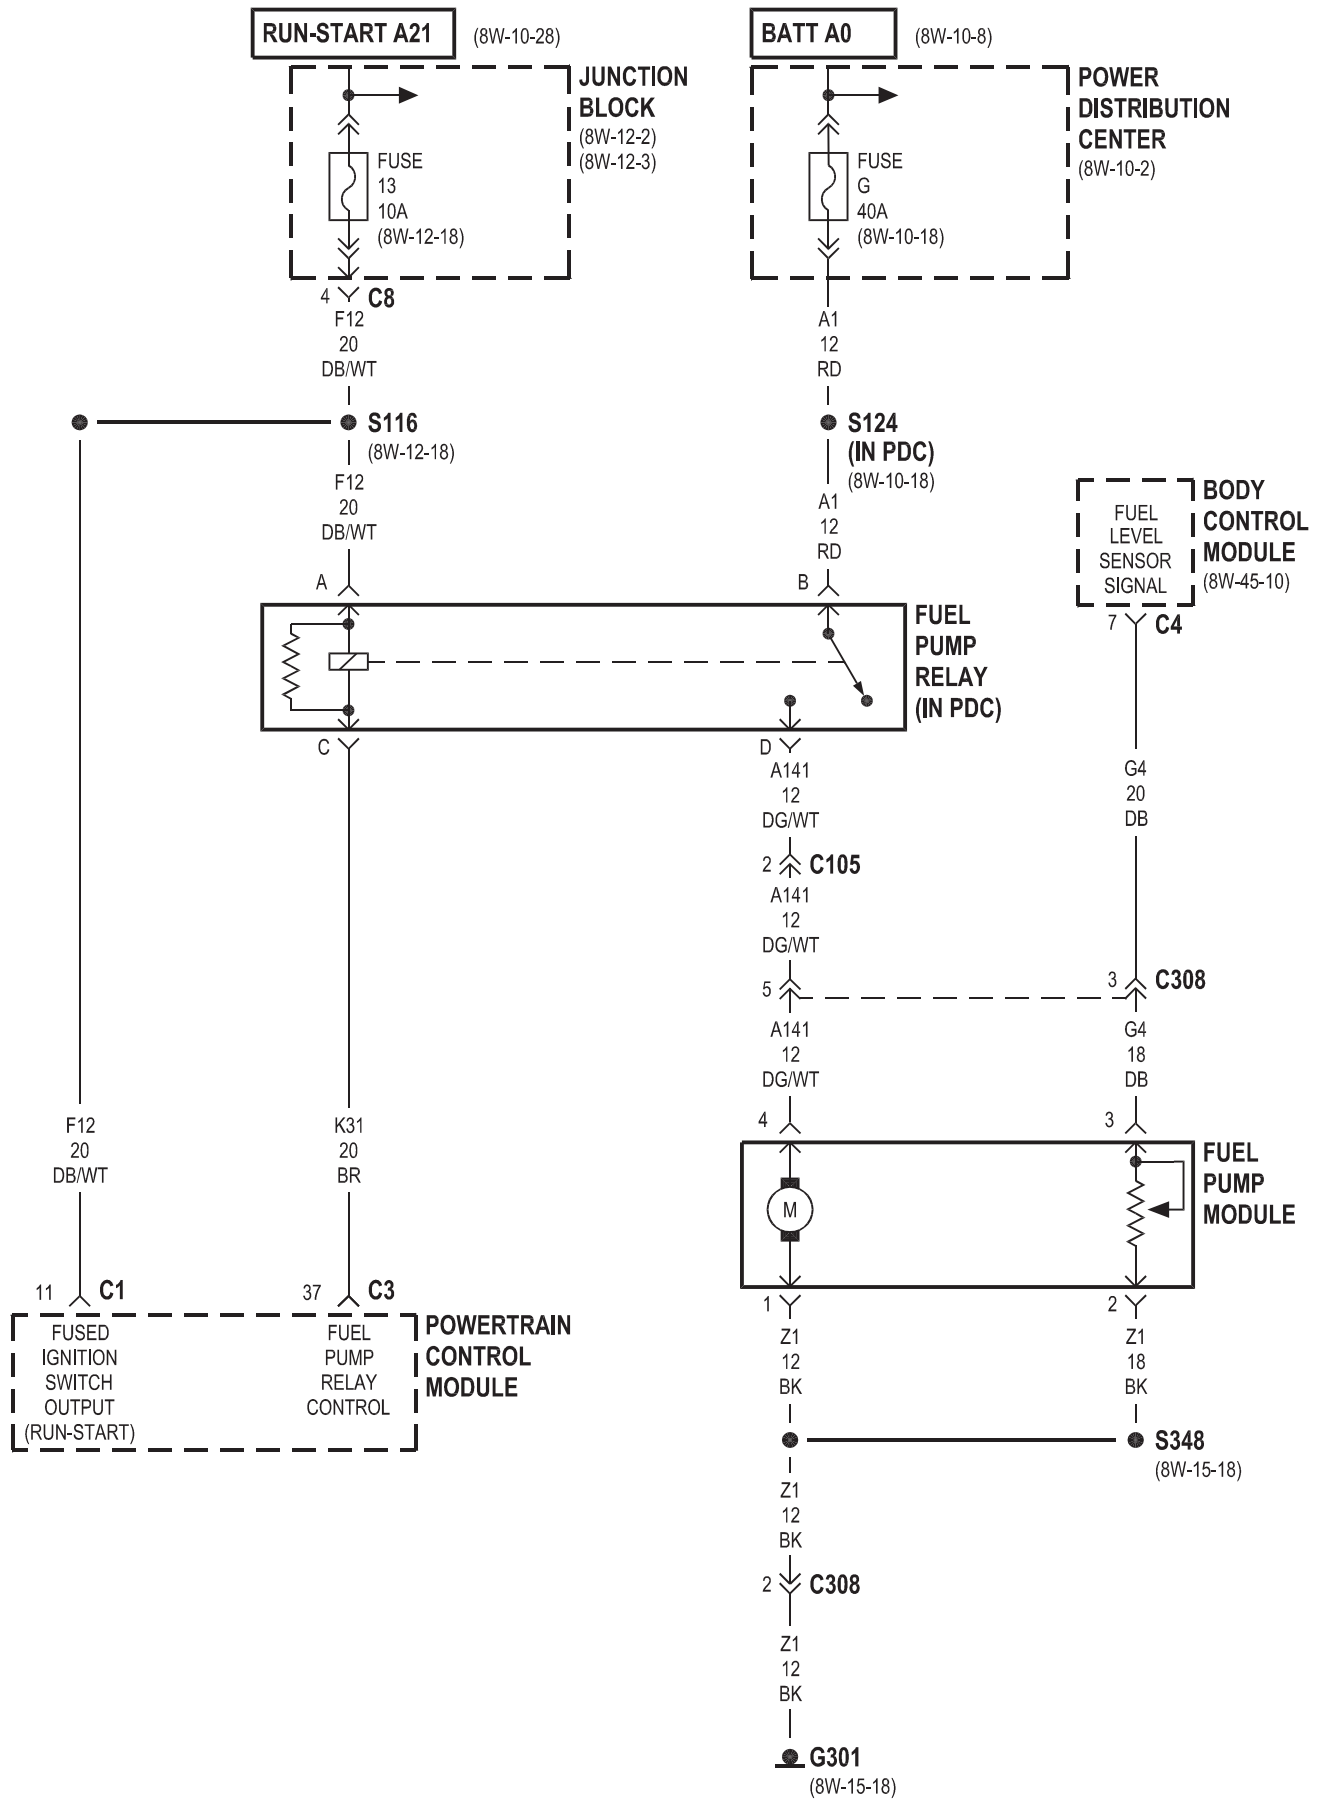 RUN-START A21
(8W-10-28)
BATT A0
(8W-10-8)
JUNCTION
BLOCK
(8W-12-2)
(8W-12-3)
POWER
DISTRIBUTION
CENTER
(8W-10-2)
FUSE
13
10A
(8W-12-18)
FUSE
G
40A
(8W-10-18)
4
C8
F12
20
DB/WT
A1
12
RD
S116
(8W-12-18)
S124
(IN PDC)
(8W-10-18)
F12
20
DB/WT
A1
12
RD
BODY
CONTROL
MODULE
(8W-45-10)
FUEL
LEVEL
SENSOR
SIGNAL
A
B
7
C4
FUEL
PUMP
RELAY
(IN PDC)
C
D
A141
12
DG/WT
G4
20
DB
2
C105
A141
12
DG/WT
5
3
C308
A141
12
DG/WT
G4
18
DB
4
3
F12
20
DB/WT
K31
20
BR
M
FUEL
PUMP
MODULE
11
C1
37
C3
1
2
FUSED
IGNITION
SWITCH
OUTPUT
(RUN-START)
FUEL
PUMP
RELAY
CONTROL
POWERTRAIN
CONTROL
MODULE
Z1
12
BK
Z1
18
BK
S348
(8W-15-18)
Z1
12
BK
2
C308
Z1
12
BK
G301
(8W-15-18)